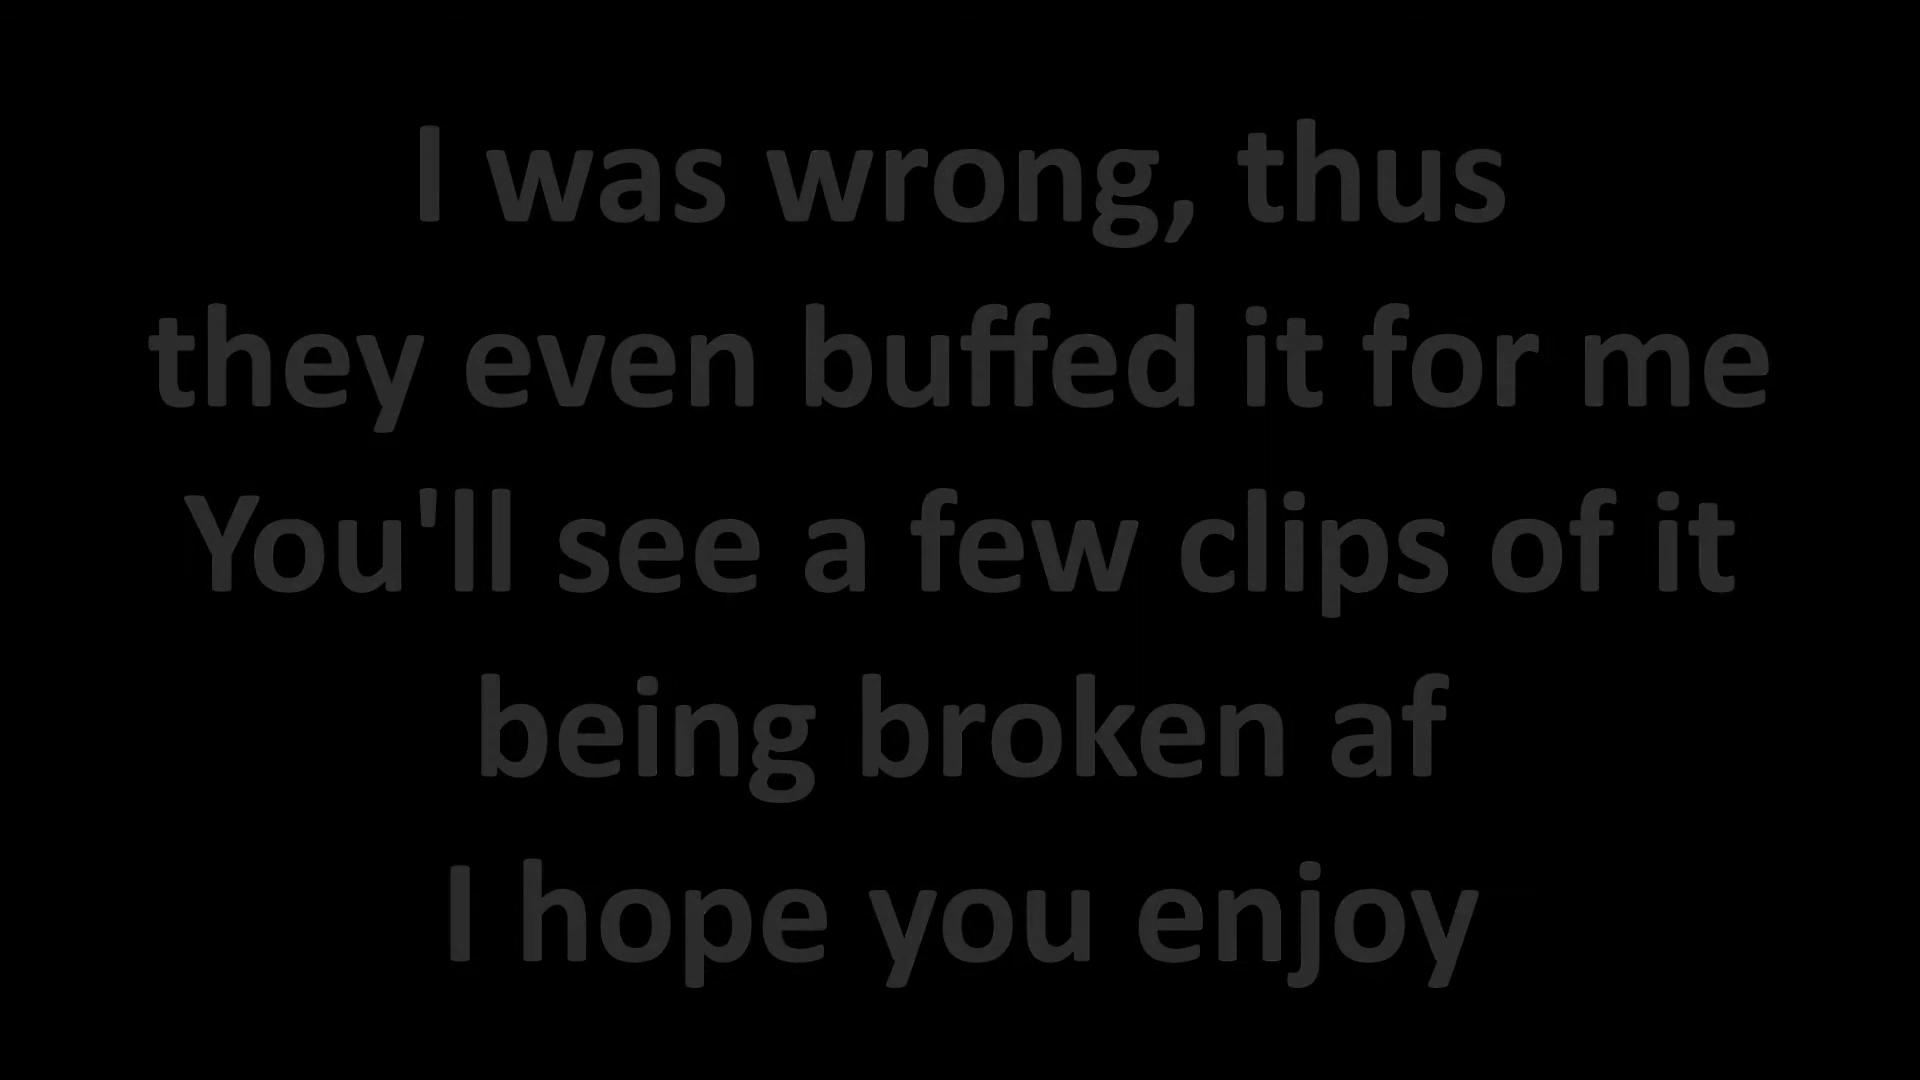 I was wrong, thus
they even buffed it for me
You'll see a few clips of it
being broken af
I hope you enjoy